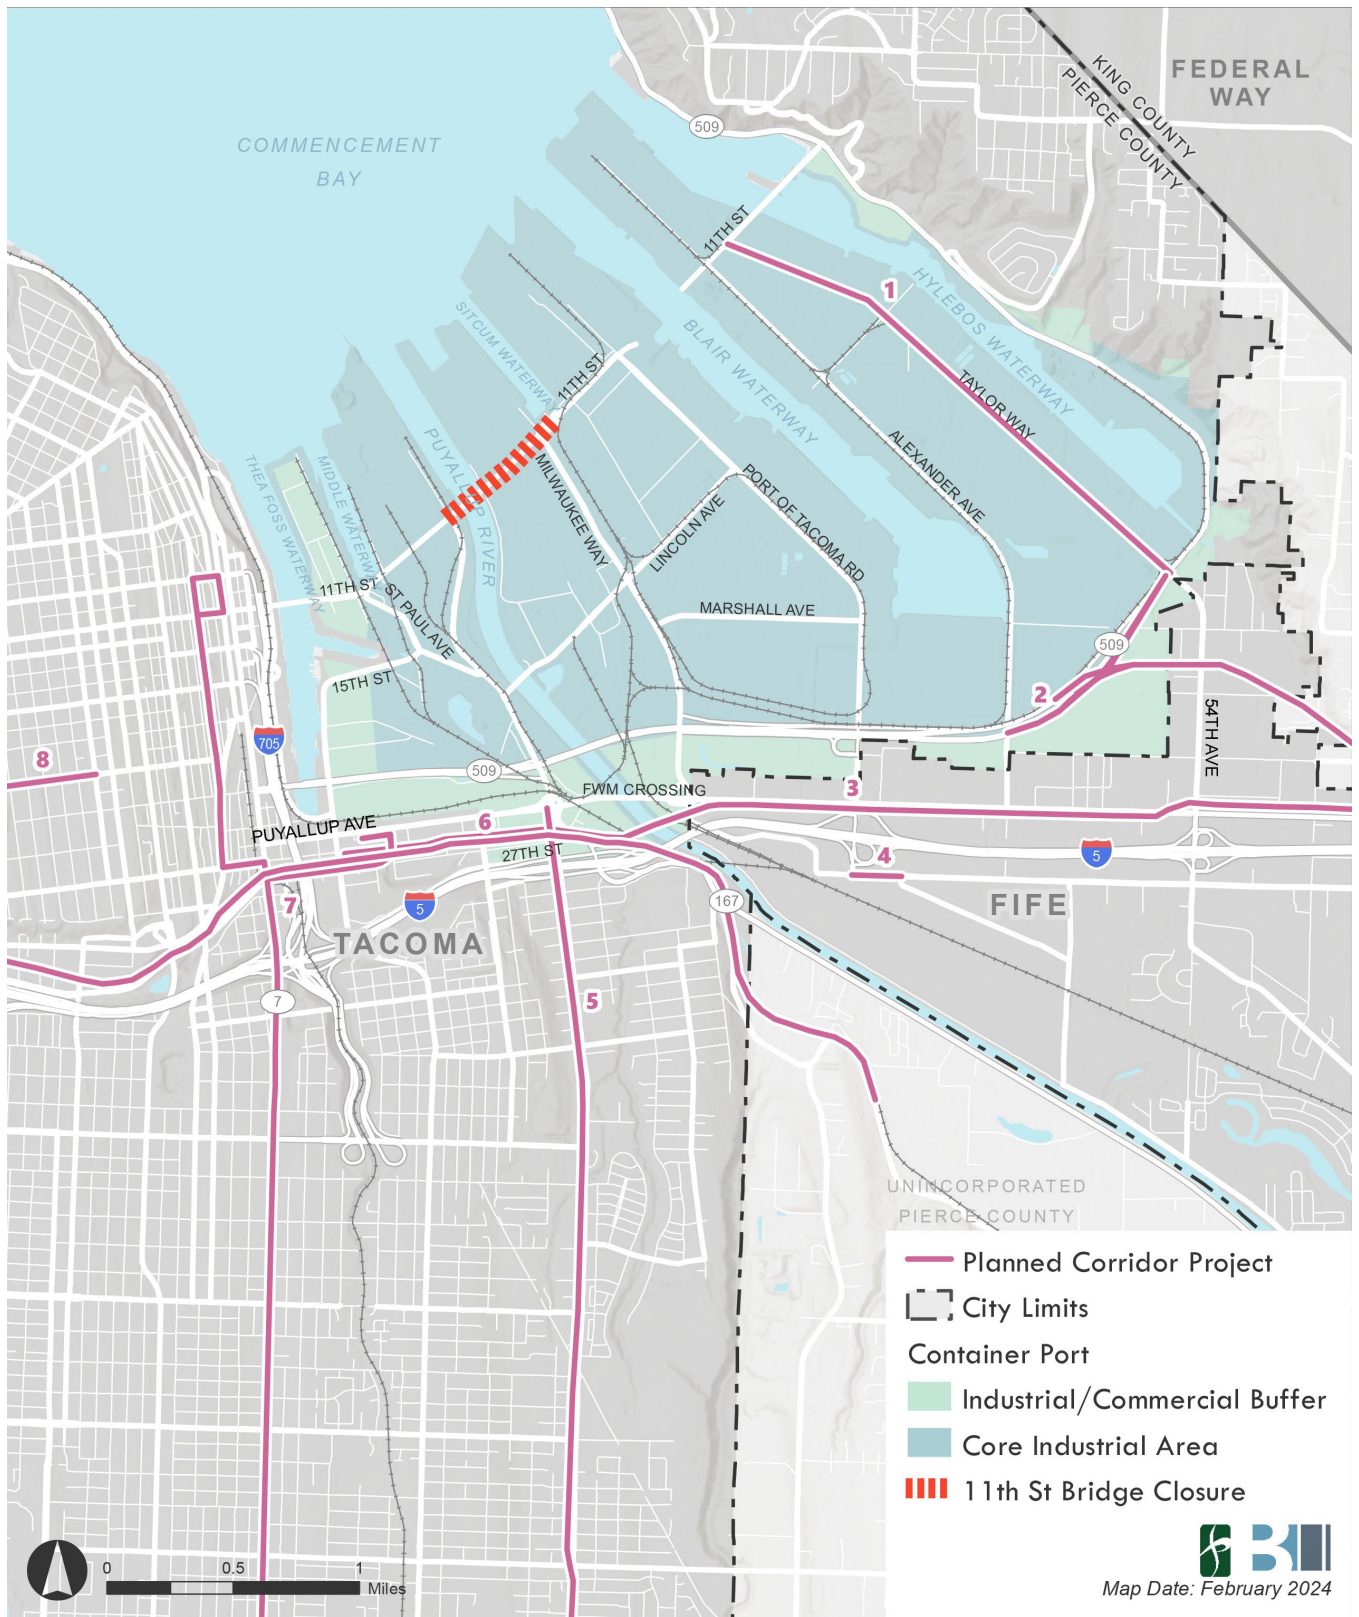 FEDERAL
WAY
KING COUNTY
PIERCE COUNTY
509
COMMENCEMENT
BAY
11TH ST
1
HYLEBOS WATERWAY
SITCUM WATERWAY
BLAIR WATERWAY
11TH ST
TAYLOR WAY
PUYALLUP RIVER
ALEXANDER AVE
THEA FOSS WATERWAY
MIDDLE WATERWAY
MILWAUKEE WAY
PORT OF TACOMA RD
LINCOLN AVE
11TH ST
ST PAUL AVE
MARSHALL AVE
509
15TH ST
2
54TH AVE
705
8
509
FWM CROSSING
3
PUYALLUP AVE
6
27TH ST
4
5
5
167
FIFE
7
TACOMA
7
5
UNINCORPORATED
PIERCE COUNTY
Planned Corridor Project
City Limits
Container Port
Industrial/Commercial Buffer
Core Industrial Area
11th St Bridge Closure
0 0.5 1
Miles
Map Date: February 2024